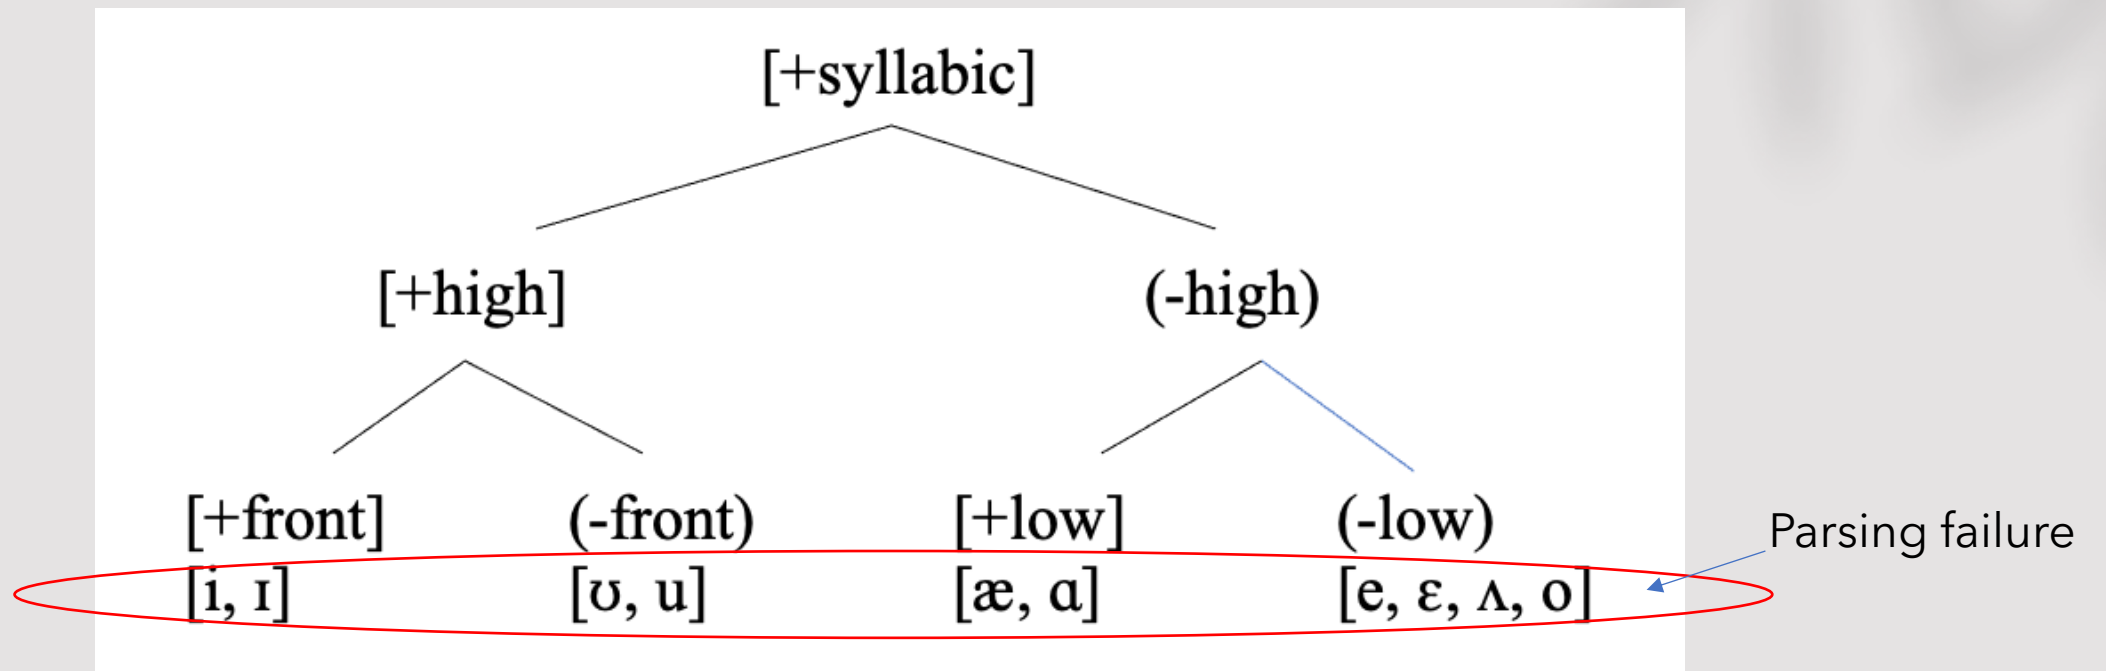 [+syllabic]
[+high] (-high)
[+front] (-front) [+low] (-low) Parsing failure
[i, ɪ] [ʊ, u] [æ, ɑ] [e, ɛ, ʌ, o]